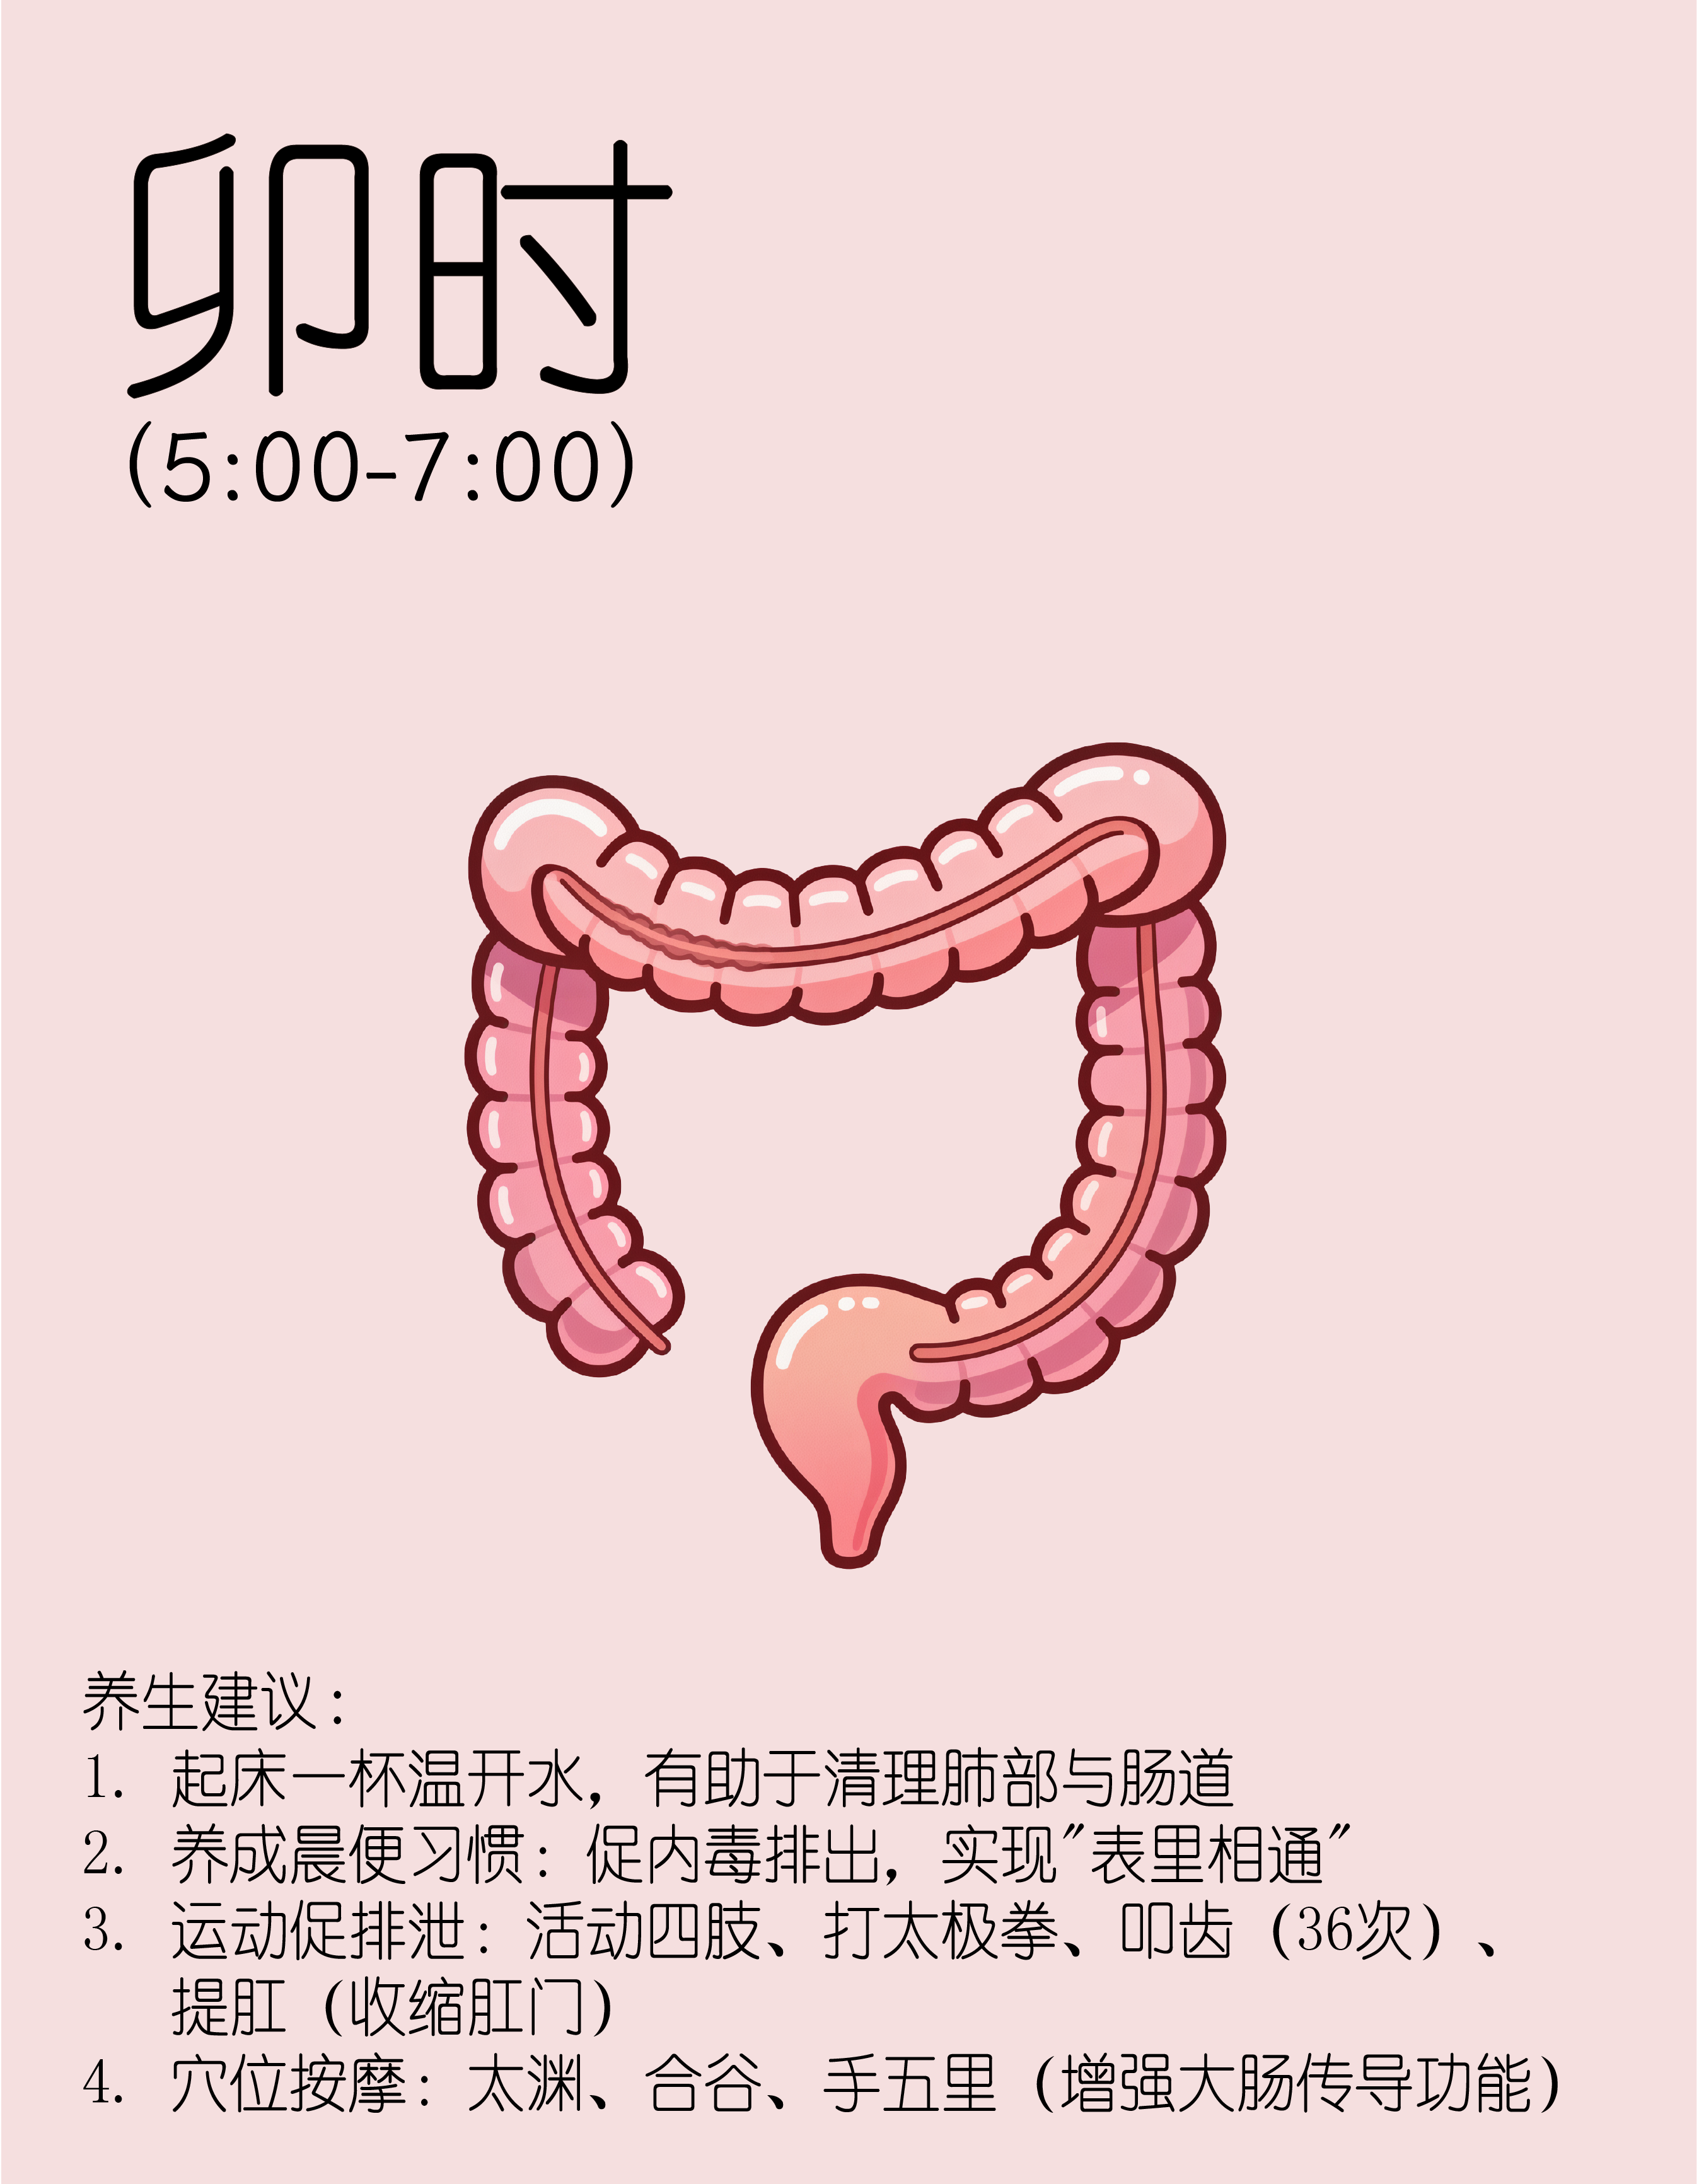 卯时
(5:00-7:00)
养生建议：
1. 起床一杯温开水，有助于清理肺部与肠道
2. 养成晨便习惯：促内毒排出，实现"表里相通"
3. 运动促排泄：活动四肢、打太极拳、叩齿（36次）、
提肛（收缩肛门）
4. 穴位按摩：太渊、合谷、手五里（增强大肠传导功能）